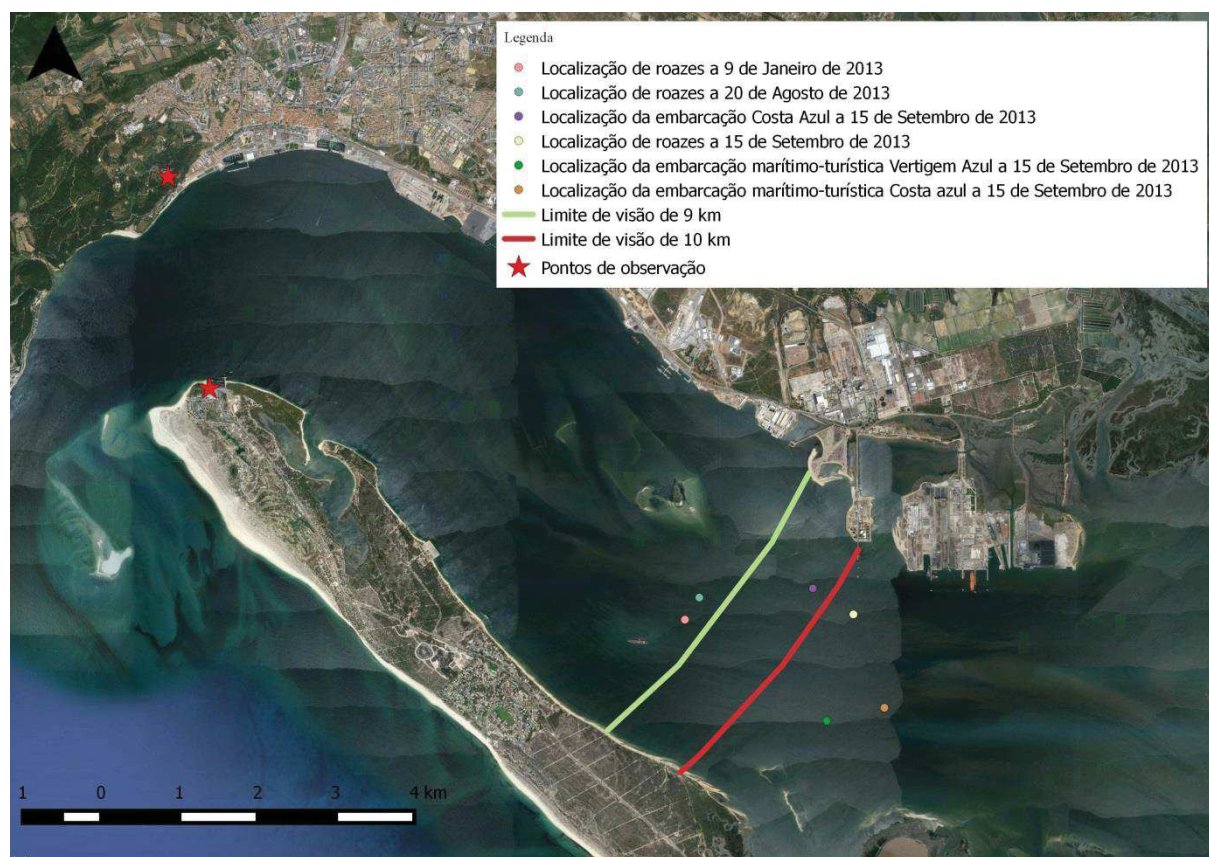 Legenda
Localização de roazes a 9 de Janeiro de 2013
Localização de roazes a 20 de Agosto de 2013
Localização da embarcação Costa Azul a 15 de Setembro de 2013
Localização de roazes a 15 de Setembro de 2013
Localização da embarcação marítimo-turística Vertigem Azul a 15 de Setembro de 2013
Localização da embarcação marítimo-turística Costa azul a 15 de Setembro de 2013
Limite de visão de 9 km
Limite de visão de 10 km
Pontos de observação
1 0 1 2 3 4 km